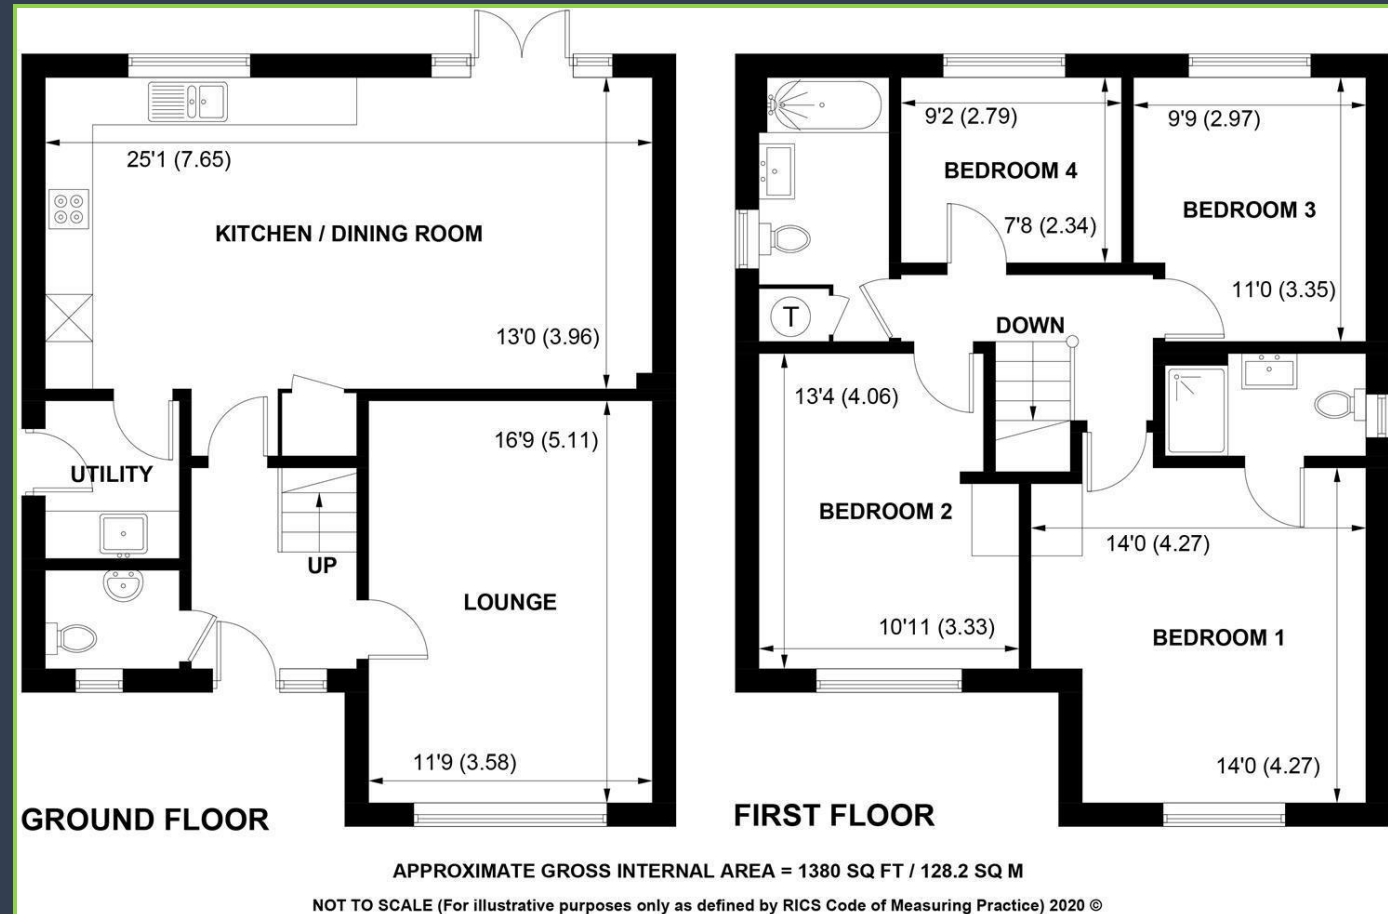 25'1 (7.65)
KITCHEN / DINING ROOM
13'0 (3.96)
16'9 (5.11)
UTILITY
UP
LOUNGE
11'9 (3.58)
GROUND FLOOR
9'2 (2.79)
BEDROOM 4
7'8 (2.34)
9'9 (2.97)
BEDROOM 3
11'0 (3.35)
T
DOWN
13'4 (4.06)
BEDROOM 2
10'11 (3.33)
14'0 (4.27)
BEDROOM 1
14'0 (4.27)
FIRST FLOOR
APPROXIMATE GROSS INTERNAL AREA = 1380 SQ FT / 128.2 SQ M
NOT TO SCALE (For illustrative purposes only as defined by RICS Code of Measuring Practice) 2020 ©